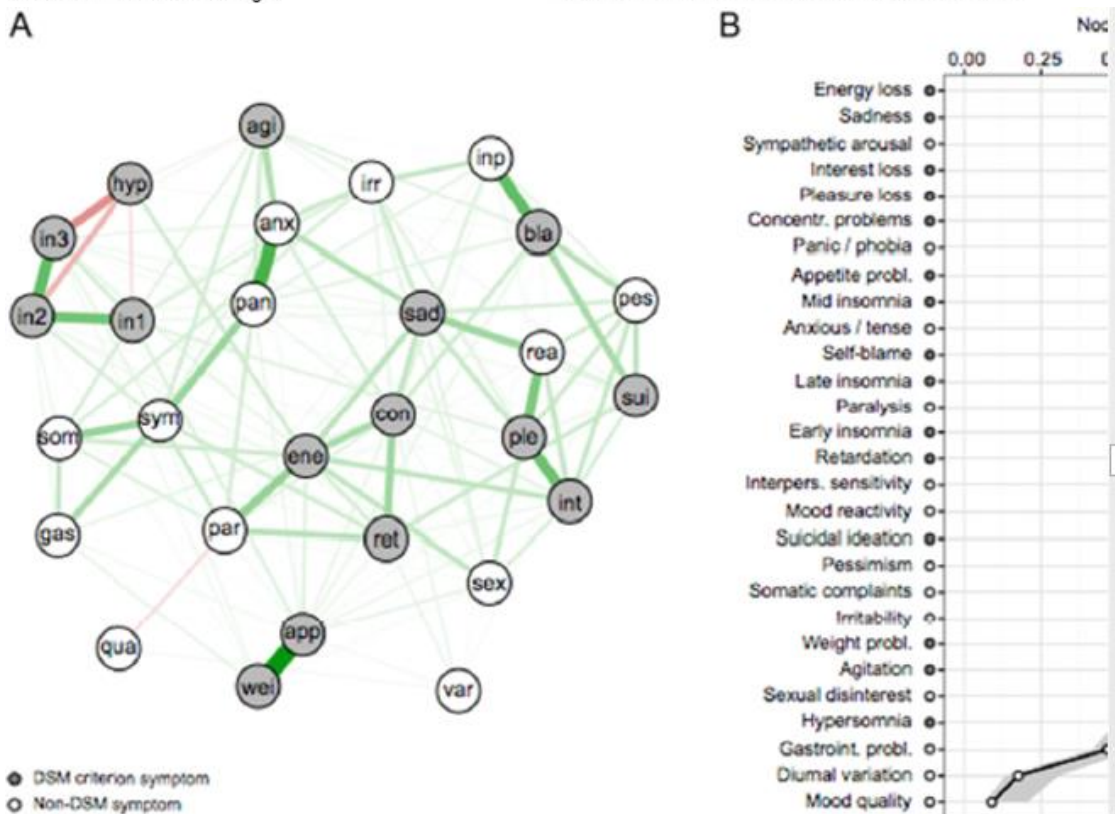 A
B
Noc
0.00 0.25 0
agi
inp
irr
hyp
anx
bla
in3
pan
pes
sad
in2
in1
rea
sui
con
sym
som
ple
ene
int
par
gas
ret
sex
app
qua
wei
var
DSM criterion symptom
Non-DSM symptom
Energy loss
Sadness
Sympathetic arousal
Interest loss
Pleasure loss
Concentr. problems
Panic / phobia
Appetite probl.
Mid insomnia
Anxious / tense
Self-blame
Late insomnia
Paralysis
Early insomnia
Retardation
Interpers. sensitivity
Mood reactivity
Suicidal ideation
Pessimism
Somatic complaints
Irritability
Weight probl.
Agitation
Sexual disinterest
Hypersomnia
Gastroint. probl.
Diurnal variation
Mood quality